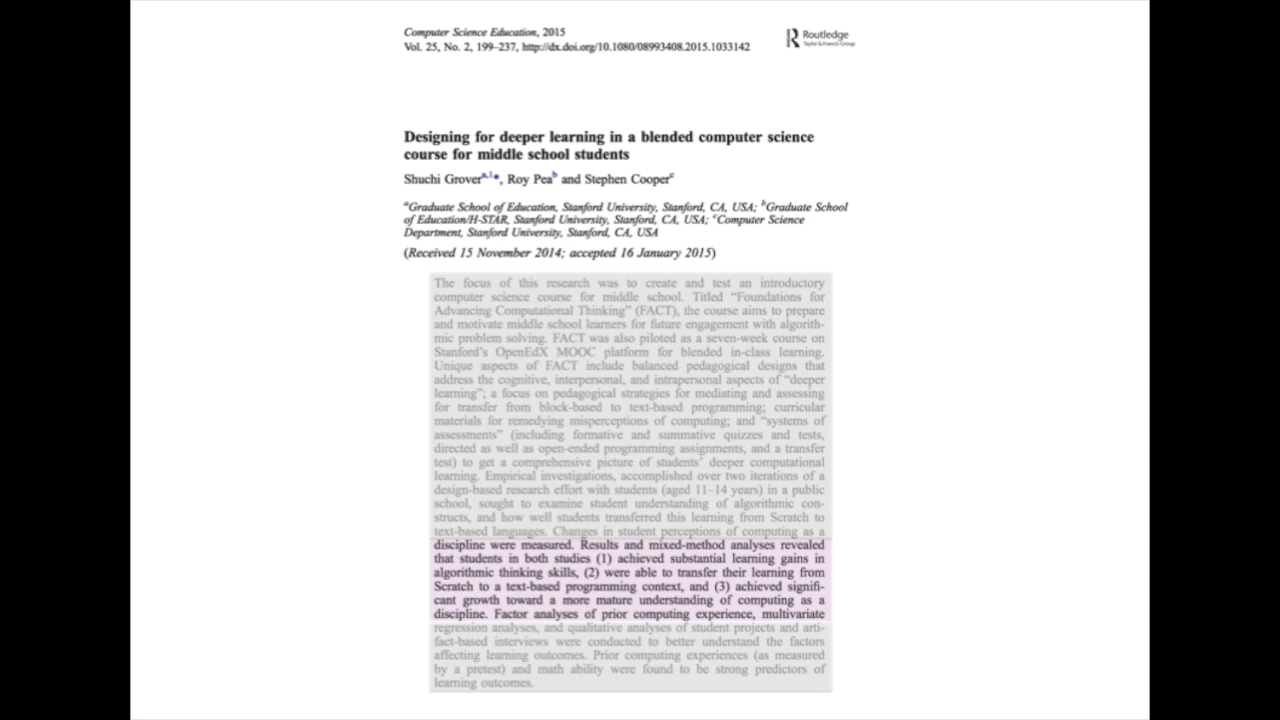 Computer Science Education, 2015
Vol. 25, No. 2, 199–237, http://dx.doi.org/10.1080/08993408.2015.1033142
Routledge
Taylor & Francis Group
Designing for deeper learning in a blended computer science
course for middle school students
Shuchi Grover^a,1*, Roy Pea^b and Stephen Cooper^c
^aGraduate School of Education, Stanford University, Stanford, CA, USA; ^bGraduate School
of Education/H-STAR, Stanford University, Stanford, CA, USA; ^cComputer Science
Department, Stanford University, Stanford, CA, USA
(Received 15 November 2014; accepted 16 January 2015)
The focus of this research was to create and test an introductory
computer science course for middle school. Titled “Foundations for
Advancing Computational Thinking” (FACT), the course aims to prepare
and motivate middle school learners for future engagement with algorith-
mic problem solving. FACT was also piloted as a seven-week course on
Stanford’s OpenEdX MOOC platform for blended in-class learning.
Unique aspects of FACT include balanced pedagogical designs that
address the cognitive, interpersonal, and intrapersonal aspects of “deeper
learning”; a focus on pedagogical strategies for mediating and assessing
for transfer from block-based to text-based programming; curricular
materials for remedying misperceptions of computing; and “systems of
assessments” (including formative and summative quizzes and tests,
directed as well as open-ended programming assignments, and a transfer
test) to get a comprehensive picture of students’ deeper computational
learning. Empirical investigations, accomplished over two iterations of a
design-based research effort with students (aged 11–14 years) in a public
school, sought to examine student understanding of algorithmic con-
structs, and how well students transferred this learning from Scratch to
text-based languages. Changes in student perceptions of computing as a
discipline were measured. Results and mixed-method analyses revealed
that students in both studies (1) achieved substantial learning gains in
algorithmic thinking skills, (2) were able to transfer their learning from
Scratch to a text-based programming context, and (3) achieved signifi-
cant growth toward a more mature understanding of computing as a
discipline. Factor analyses of prior computing experience, multivariate
regression analyses, and qualitative analyses of student projects and arti-
fact-based interviews were conducted to better understand the factors
affecting learning outcomes. Prior computing experiences (as measured
by a pretest) and math ability were found to be strong predictors of
learning outcomes.